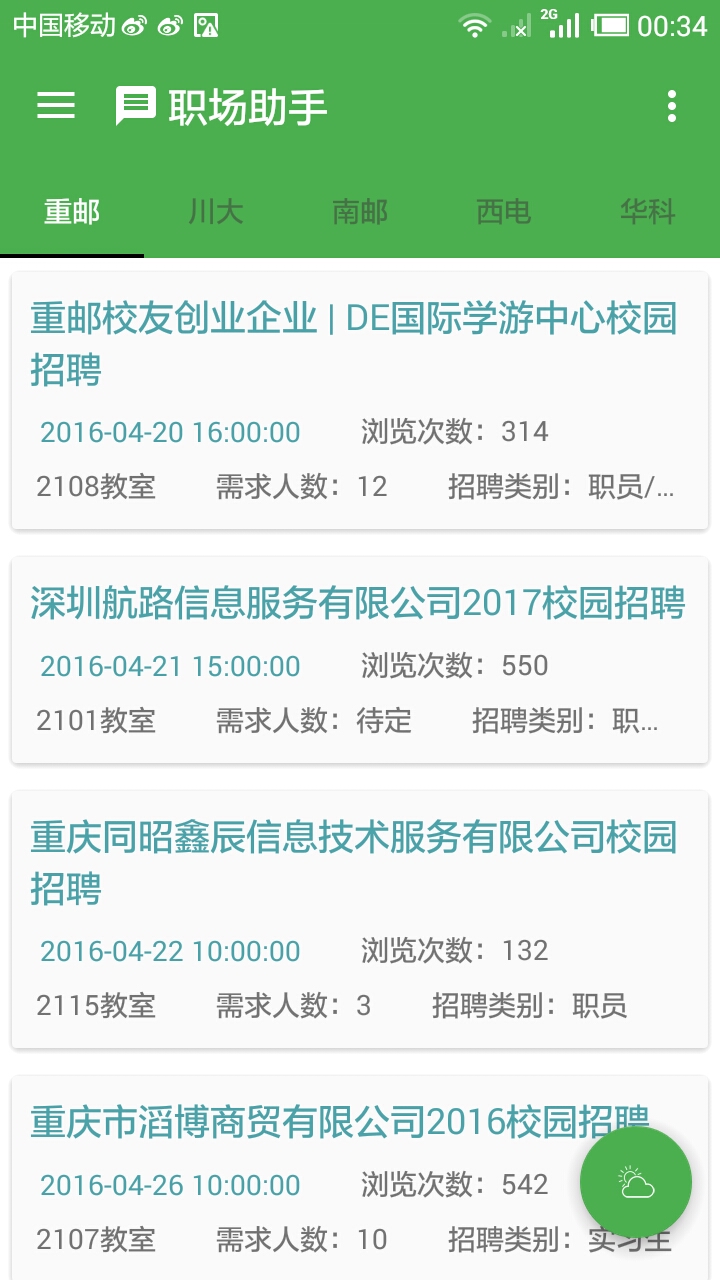 中国移动 2G 00:34
职场助手
重邮 川大 南邮 西电 华科
重邮校友创业企业 | DE国际学游中心校园
招聘
2016-04-20 16:00:00 浏览次数：314
2108教室 需求人数：12 招聘类别：职员/...
深圳航路信息服务有限公司2017校园招聘
2016-04-21 15:00:00 浏览次数：550
2101教室 需求人数：待定 招聘类别：职...
重庆同昭鑫辰信息技术服务有限公司校园
招聘
2016-04-22 10:00:00 浏览次数：132
2115教室 需求人数：3 招聘类别：职员
重庆市滔博商贸有限公司2016校园招聘
2016-04-26 10:00:00 浏览次数：542
2107教室 需求人数：10 招聘类别：实习生